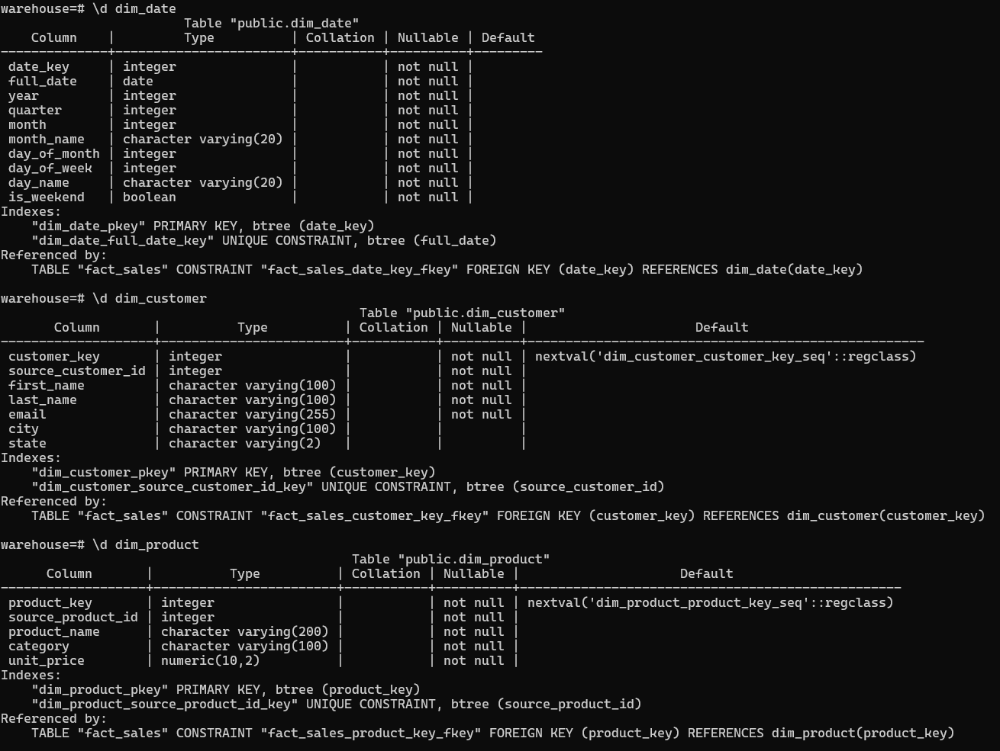 warehouse=# \d dim_date
                        Table "public.dim_date"
    Column    |         Type          | Collation | Nullable | Default
--------------+-----------------------+-----------+----------+---------
 date_key     | integer               |           | not null |
 full_date    | date                  |           | not null |
 year         | integer               |           | not null |
 quarter      | integer               |           | not null |
 month        | integer               |           | not null |
 month_name   | character varying(20) |           | not null |
 day_of_month | integer               |           | not null |
 day_of_week  | integer               |           | not null |
 day_name     | character varying(20) |           | not null |
 is_weekend   | boolean               |           | not null |
Indexes:
    "dim_date_pkey" PRIMARY KEY, btree (date_key)
    "dim_date_full_date_key" UNIQUE CONSTRAINT, btree (full_date)
Referenced by:
    TABLE "fact_sales" CONSTRAINT "fact_sales_date_key_fkey" FOREIGN KEY (date_key) REFERENCES dim_date(date_key)

warehouse=# \d dim_customer
                                               Table "public.dim_customer"
       Column       |          Type          | Collation | Nullable |                      Default
--------------------+------------------------+-----------+----------+----------------------------------------------------
 customer_key       | integer                |           | not null | nextval('dim_customer_customer_key_seq'::regclass)
 source_customer_id | integer                |           | not null |
 first_name         | character varying(100) |           | not null |
 last_name          | character varying(100) |           | not null |
 email              | character varying(255) |           | not null |
 city               | character varying(100) |           |          |
 state              | character varying(2)   |           |          |
Indexes:
    "dim_customer_pkey" PRIMARY KEY, btree (customer_key)
    "dim_customer_source_customer_id_key" UNIQUE CONSTRAINT, btree (source_customer_id)
Referenced by:
    TABLE "fact_sales" CONSTRAINT "fact_sales_customer_key_fkey" FOREIGN KEY (customer_key) REFERENCES dim_customer(customer_key)

warehouse=# \d dim_product
                                              Table "public.dim_product"
      Column       |          Type          | Collation | Nullable |                     Default
-------------------+------------------------+-----------+----------+--------------------------------------------------
 product_key       | integer                |           | not null | nextval('dim_product_product_key_seq'::regclass)
 source_product_id | integer                |           | not null |
 product_name      | character varying(200) |           | not null |
 category          | character varying(100) |           | not null |
 unit_price        | numeric(10,2)          |           | not null |
Indexes:
    "dim_product_pkey" PRIMARY KEY, btree (product_key)
    "dim_product_source_product_id_key" UNIQUE CONSTRAINT, btree (source_product_id)
Referenced by:
    TABLE "fact_sales" CONSTRAINT "fact_sales_product_key_fkey" FOREIGN KEY (product_key) REFERENCES dim_product(product_key)